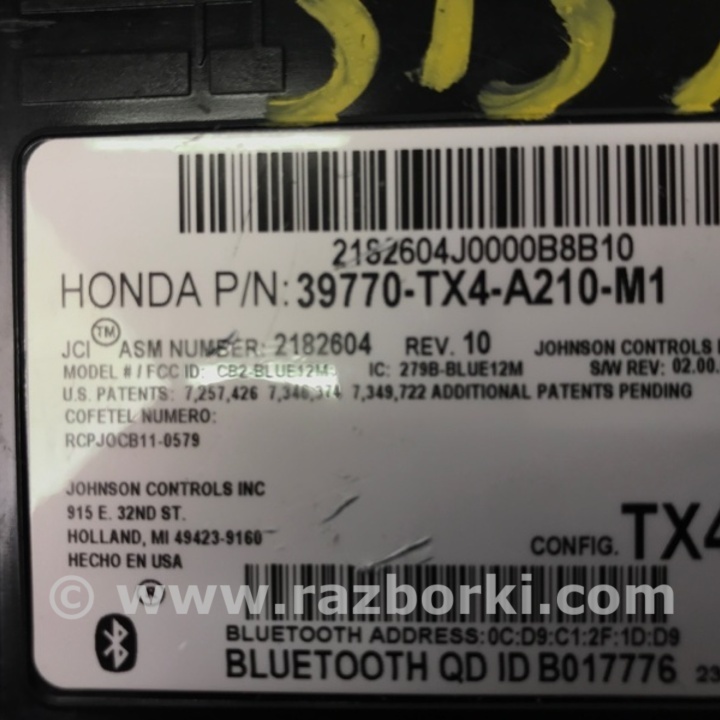 2182604J0000B8B10
HONDA P/N: 39770-TX4-A210-M1
JCI™ ASM NUMBER: 2182604 REV. 10 JOHNSON CONTROLS
MODEL # / FCC ID: CB2-BLUE12M IC: 279B-BLUE12M S/W REV: 02.00.
U.S. PATENTS: 7,257,426 7,346,374 7,349,722 ADDITIONAL PATENTS PENDING
COFETEL NUMERO:
RCPJOCB11-0579
JOHNSON CONTROLS INC
915 E. 32ND ST.
HOLLAND, MI 49423-9160
HECHO EN USA
CONFIG. TX4
® 
© www.razborki.com
BLUETOOTH ADDRESS:0C:D9:C1:2F:1D:D9
BLUETOOTH QD ID B017776 23